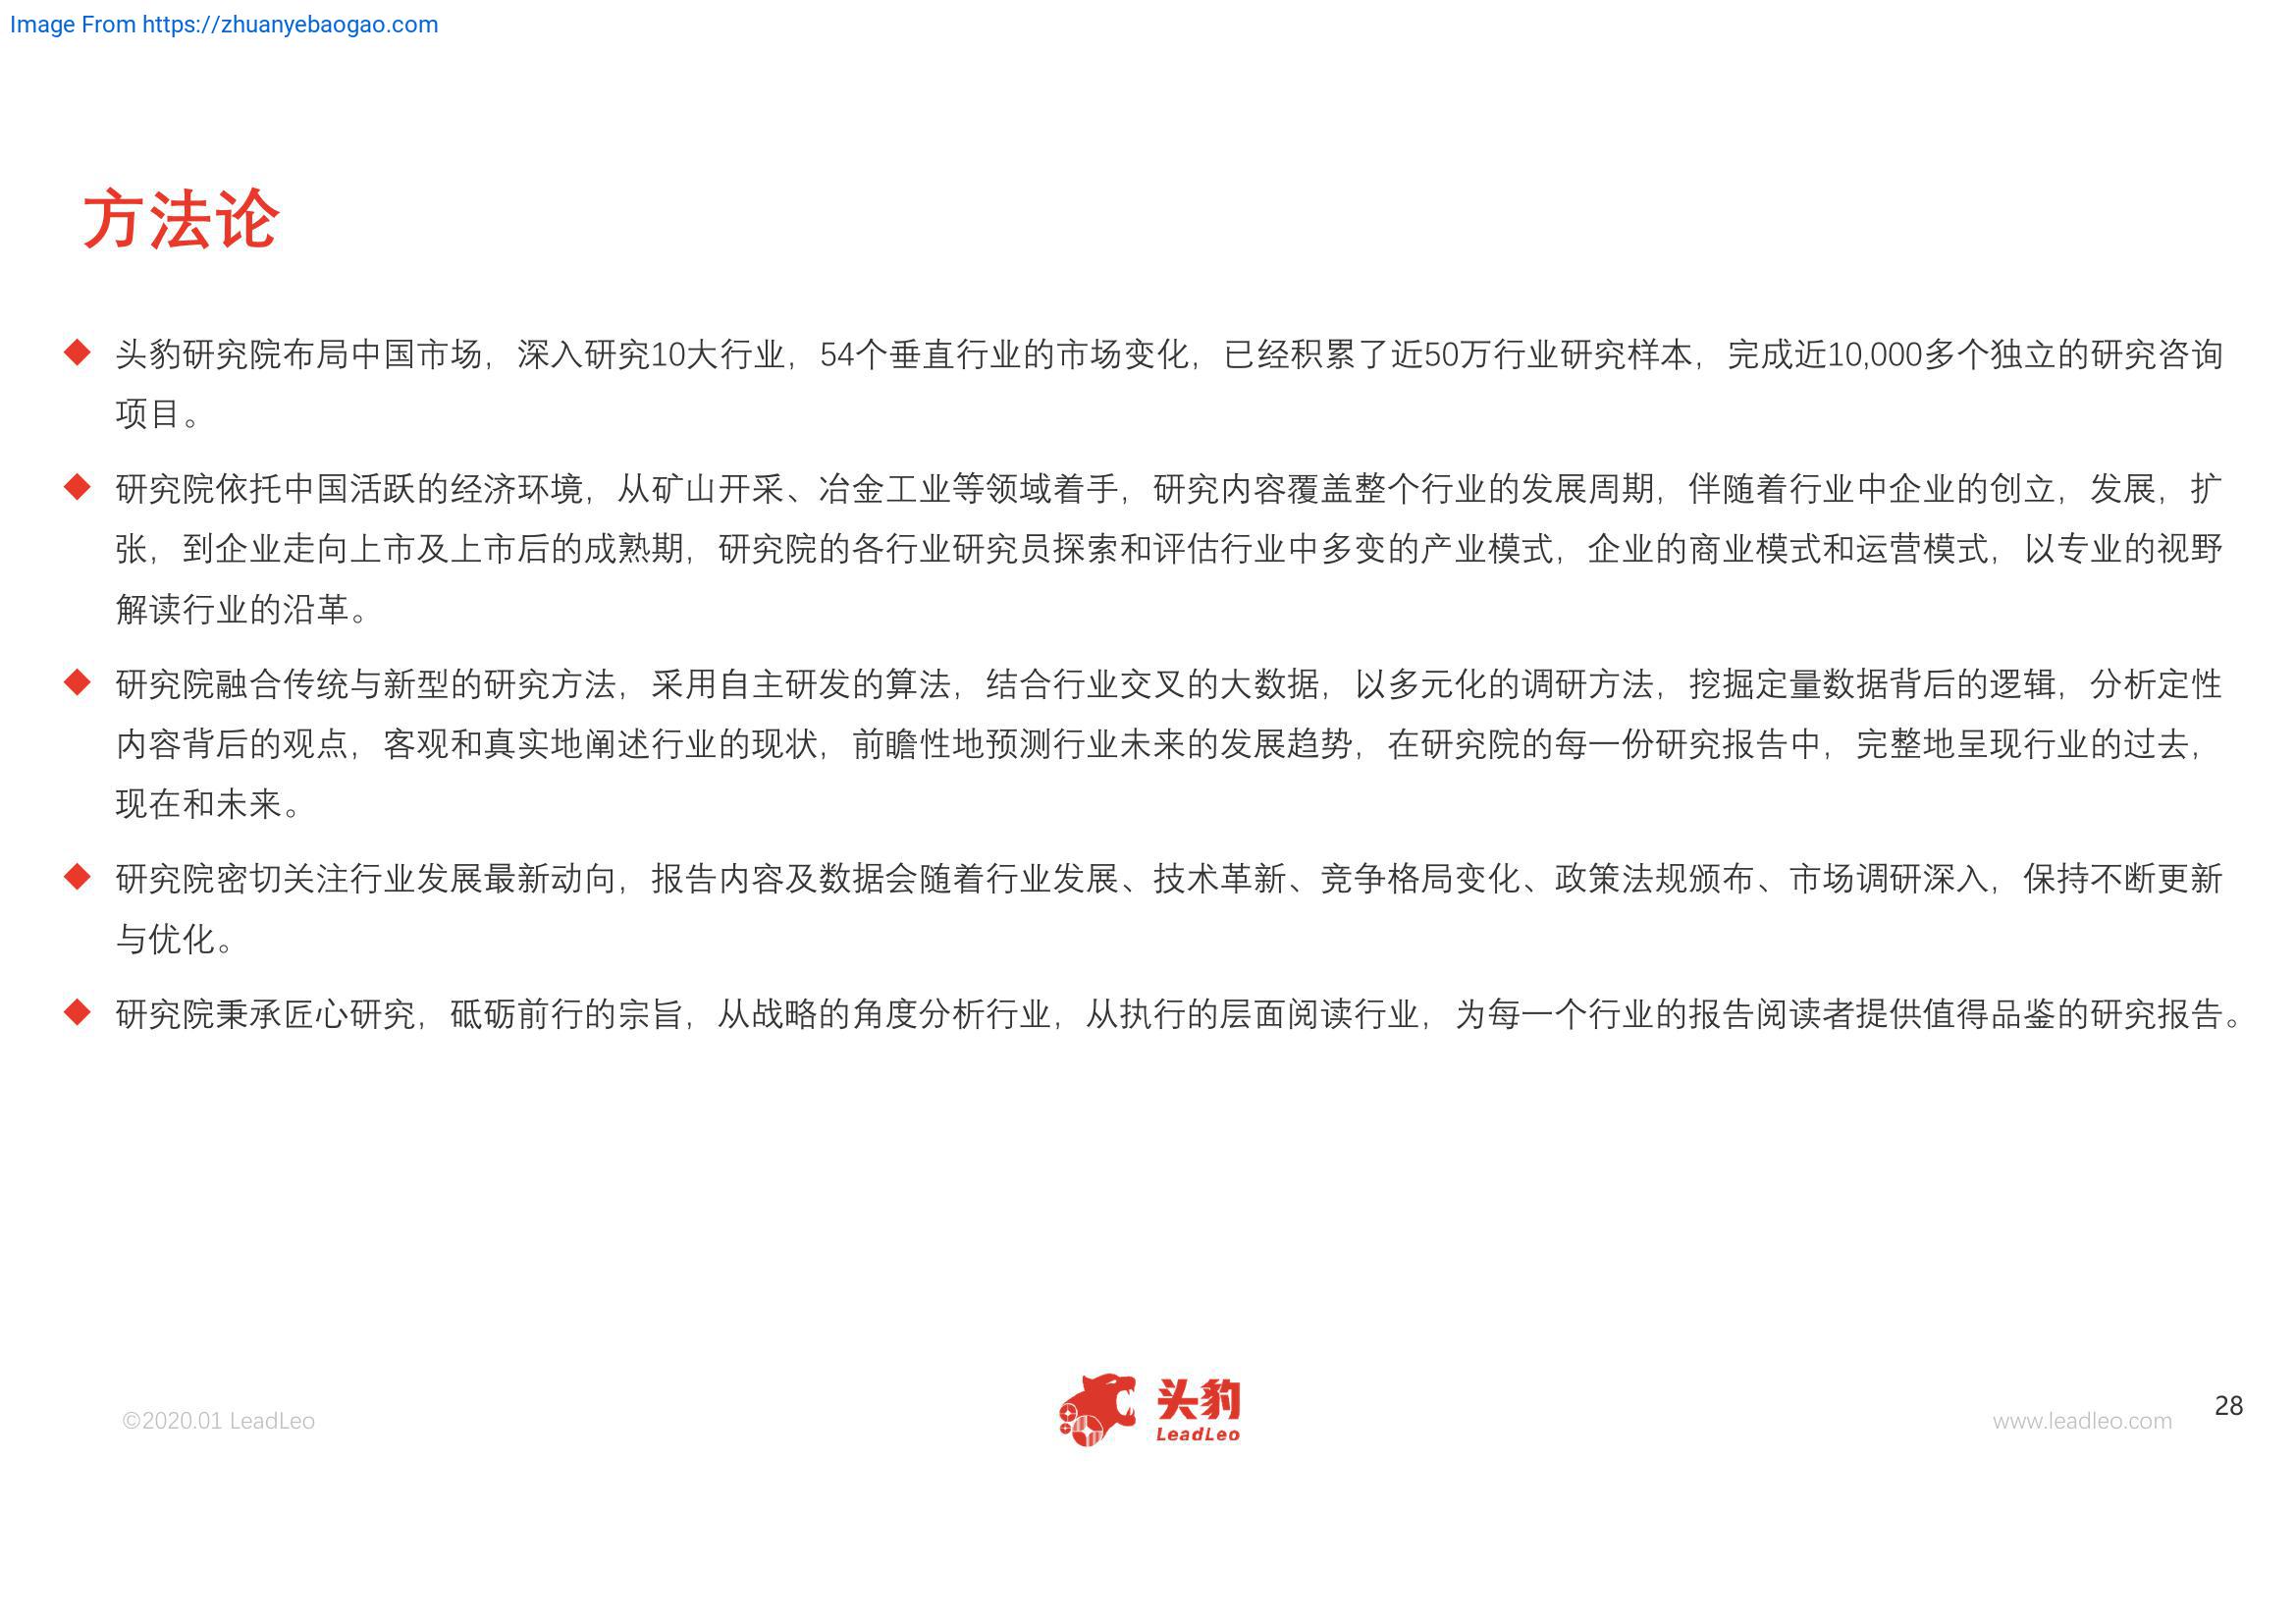 Image From https://zhuanyebaogao.com
方法论
◆ 头豹研究院布局中国市场，深入研究10大行业，54个垂直行业的市场变化，已经积累了近50万行业研究样本，完成近10,000多个独立的研究咨询
项目。
◆ 研究院依托中国活跃的经济环境，从矿山开采、冶金工业等领域着手，研究内容覆盖整个行业的发展周期，伴随着行业中企业的创立，发展，扩
张，到企业走向上市及上市后的成熟期，研究院的各行业研究员探索和评估行业中多变的产业模式，企业的商业模式和运营模式，以专业的视野
解读行业的沿革。
◆ 研究院融合传统与新型的研究方法，采用自主研发的算法，结合行业交叉的大数据，以多元化的调研方法，挖掘定量数据背后的逻辑，分析定性
内容背后的观点，客观和真实地阐述行业的现状，前瞻性地预测行业未来的发展趋势，在研究院的每一份研究报告中，完整地呈现行业的过去，
现在和未来。
◆ 研究院密切关注行业发展最新动向，报告内容及数据会随着行业发展、技术革新、竞争格局变化、政策法规颁布、市场调研深入，保持不断更新
与优化。
◆ 研究院秉承匠心研究，砥砺前行的宗旨，从战略的角度分析行业，从执行的层面阅读行业，为每一个行业的报告阅读者提供值得品鉴的研究报告。
©2020.01 LeadLeo
头豹
LeadLeo
www.leadleo.com
28